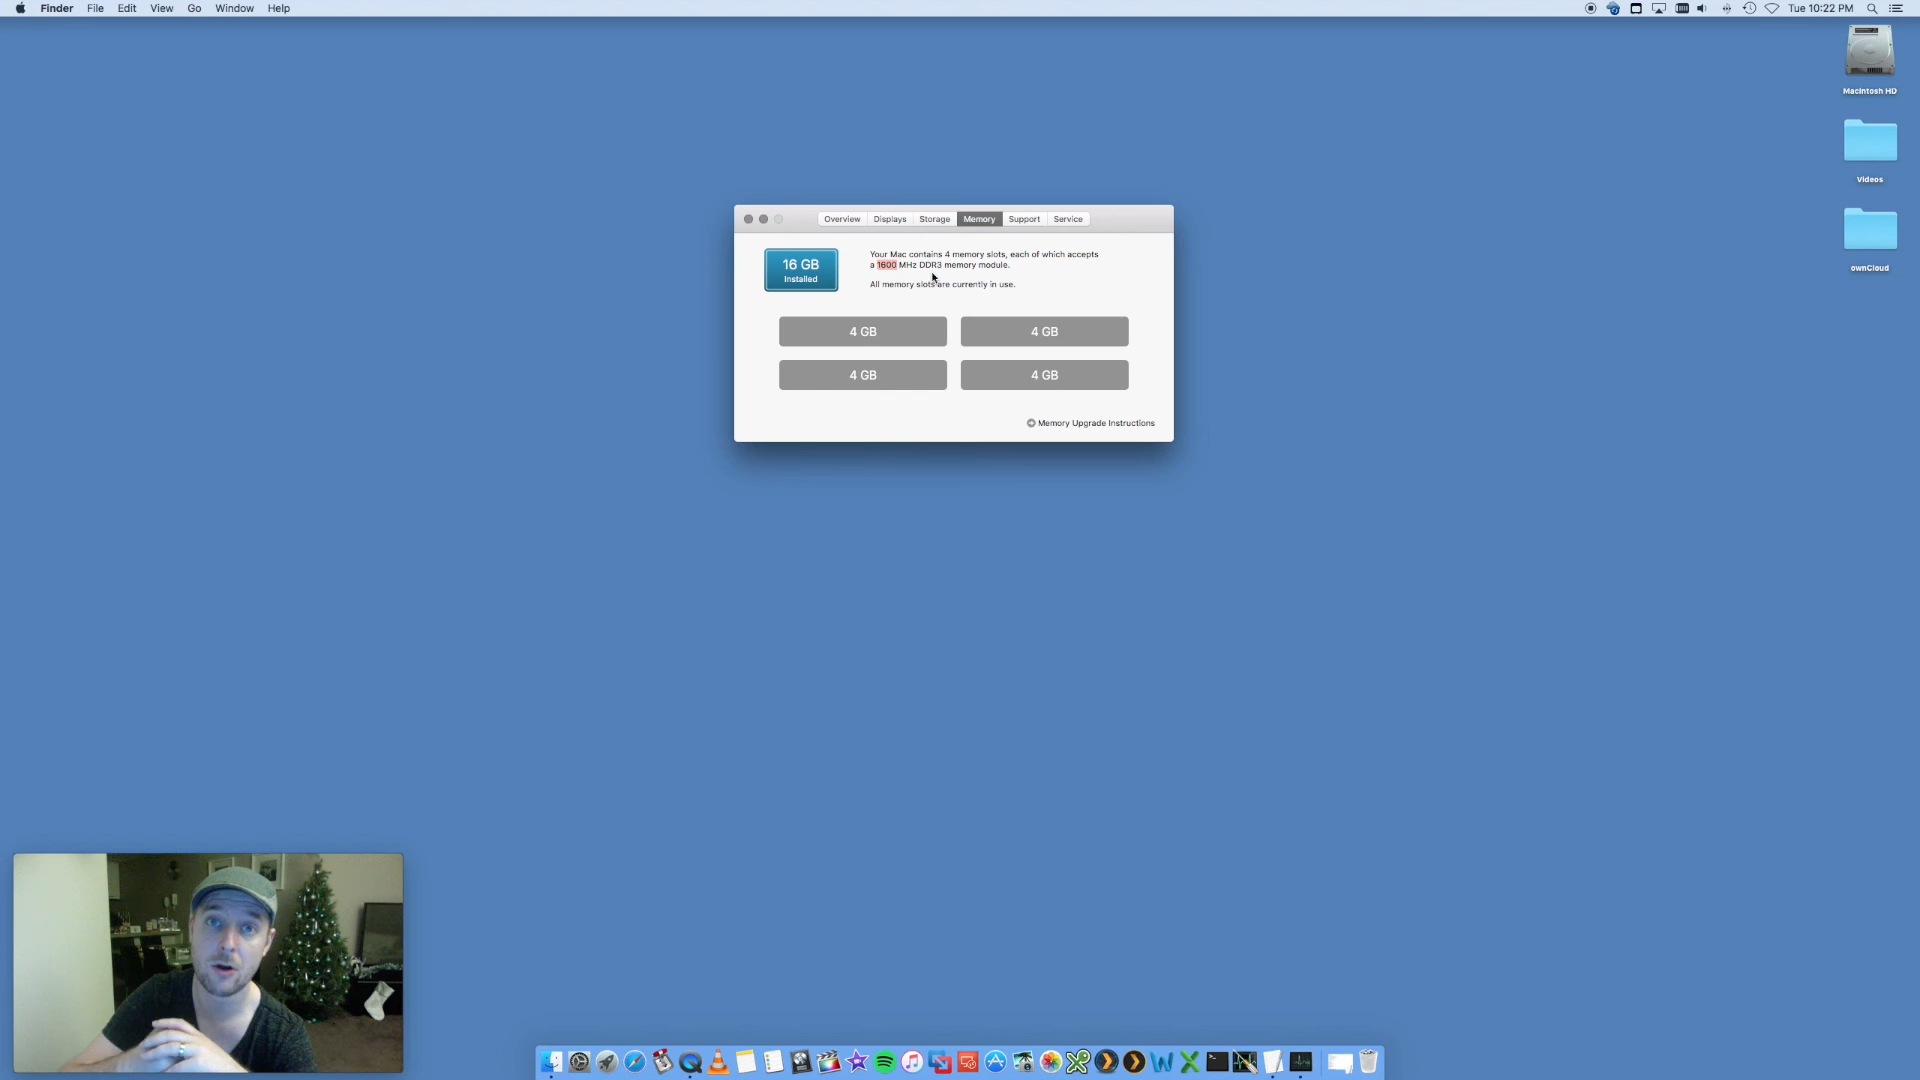 Finder File Edit View Go Window Help
Tue 10:22 PM
Macintosh HD
Videos
ownCloud
Overview Displays Storage Memory Support Service
16 GB
Installed
Your Mac contains 4 memory slots, each of which accepts
a 1600 MHz DDR3 memory module.
All memory slots are currently in use.
4 GB 4 GB
4 GB 4 GB
Memory Upgrade Instructions